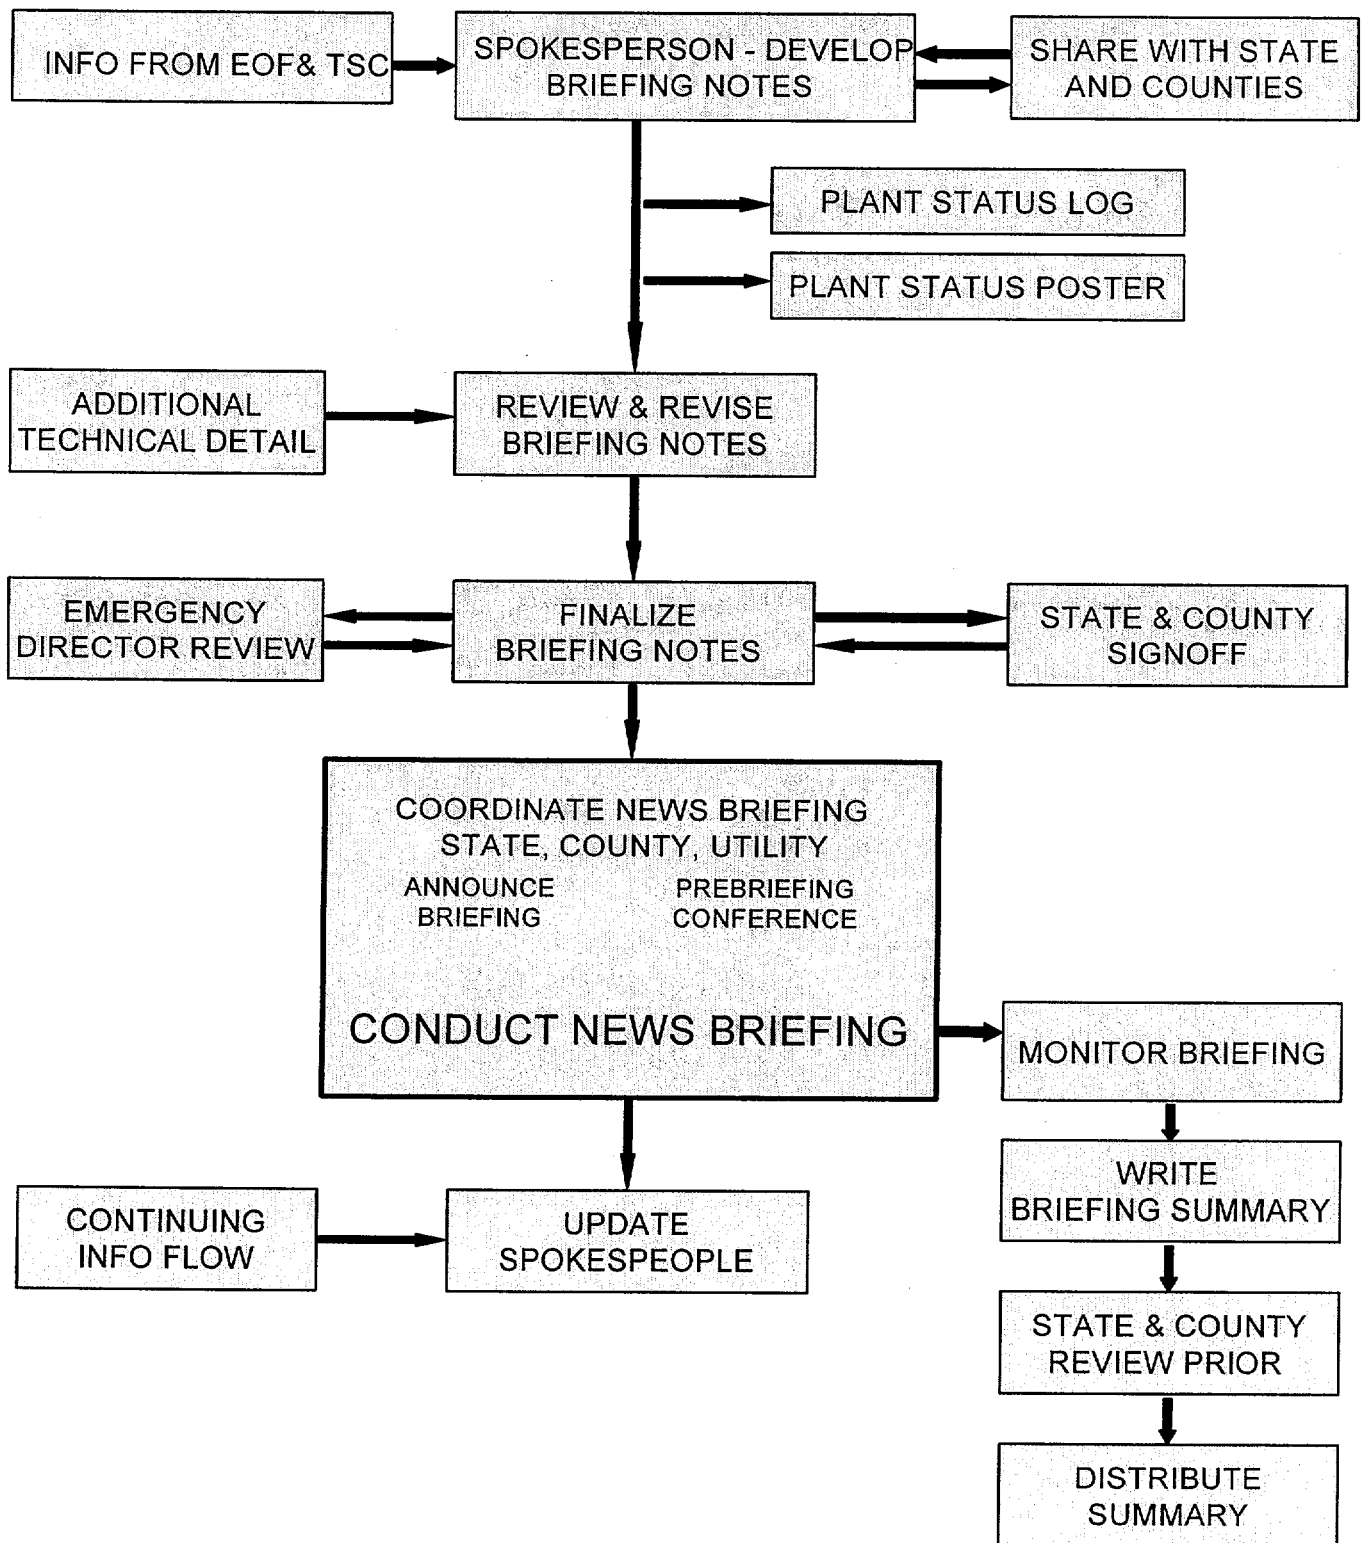 INFO FROM EOF& TSC
SPOKESPERSON - DEVELOP
BRIEFING NOTES
SHARE WITH STATE
AND COUNTIES
PLANT STATUS LOG
PLANT STATUS POSTER
ADDITIONAL
TECHNICAL DETAIL
REVIEW & REVISE
BRIEFING NOTES
EMERGENCY
DIRECTOR REVIEW
FINALIZE
BRIEFING NOTES
STATE & COUNTY
SIGNOFF
COORDINATE NEWS BRIEFING
STATE, COUNTY, UTILITY
ANNOUNCE
BRIEFING
PREBRIEFING
CONFERENCE
CONDUCT NEWS BRIEFING
MONITOR BRIEFING
WRITE
BRIEFING SUMMARY
CONTINUING
INFO FLOW
UPDATE
SPOKESPEOPLE
STATE & COUNTY
REVIEW PRIOR
DISTRIBUTE
SUMMARY